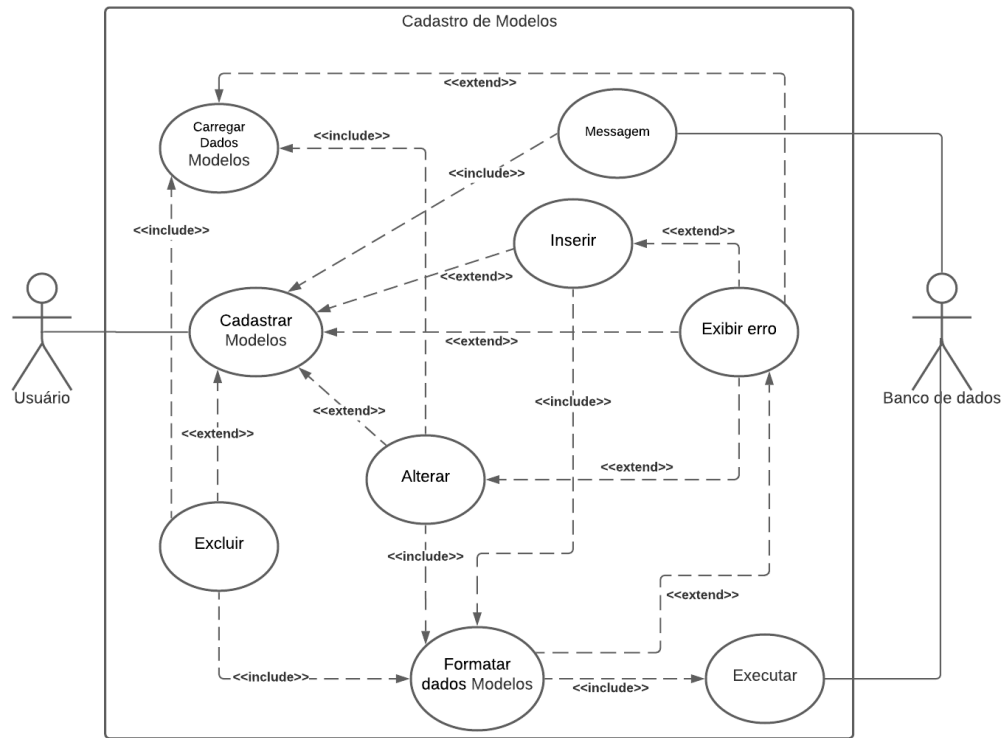 Cadastro de Modelos
<<extend>>
Carregar
Dados
Modelos
<<include>>
Messagem
<<include>>
<<include>>
Inserir
<<extend>>
<<extend>>
Cadastrar
Modelos
Exibir erro
<<extend>>
Usuário
Banco de dados
<<extend>>
<<include>>
<<extend>>
Alterar
<<extend>>
Excluir
<<include>>
<<extend>>
Formatar
dados Modelos
<<include>>
<<include>>
Executar